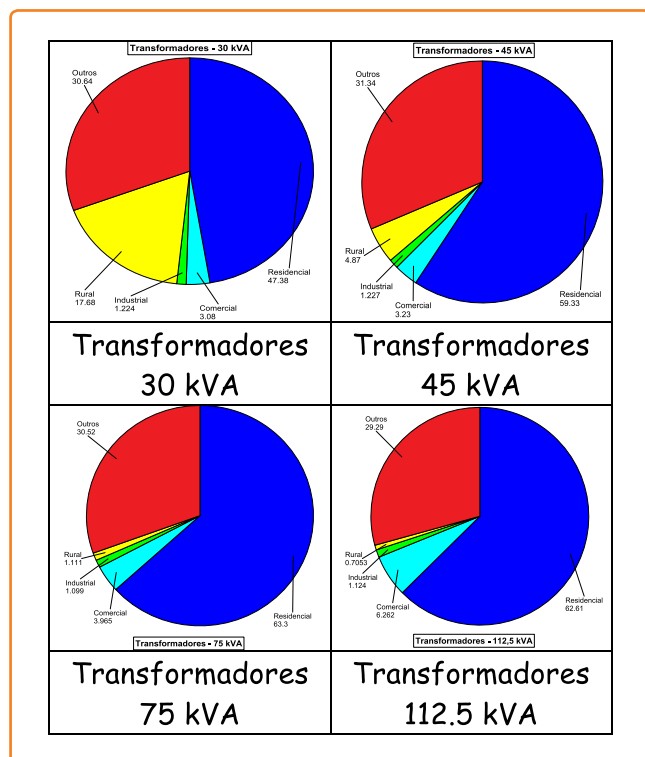 Transformadores - 30 kVA
Outros
30.64
Rural
17.68
Industrial
1.224
Comercial
3.08
Residencial
47.38
Transformadores - 45 kVA
Outros
31.34
Rural
4.87
Industrial
1.227
Comercial
3.23
Residencial
59.33
Transformadores
30 kVA
Transformadores
45 kVA
Outros
30.52
Rural
1.111
Industrial
1.099
Comercial
3.965
Residencial
63.3
Transformadores - 75 kVA
Outros
29.29
Rural
0.7053
Industrial
1.124
Comercial
6.262
Residencial
62.61
Transformadores - 112,5 kVA
Transformadores
75 kVA
Transformadores
112.5 kVA